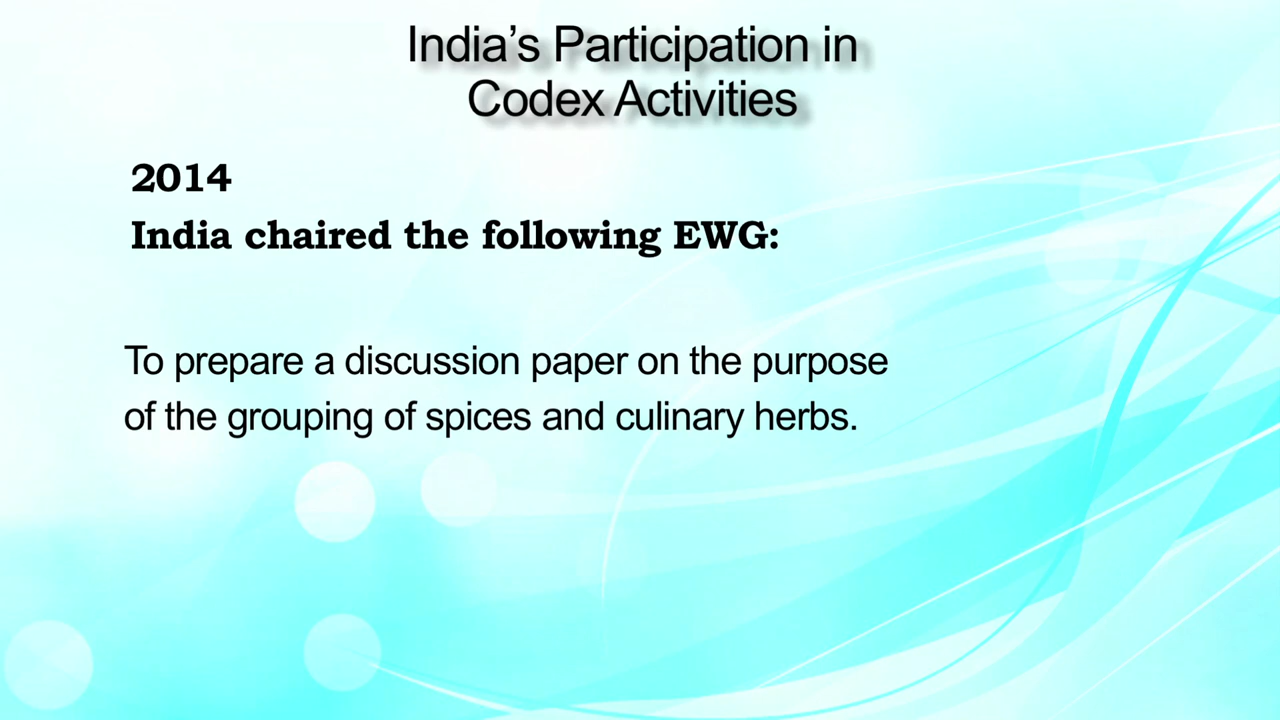 India’s Participation in
Codex Activities
2014
India chaired the following EWG:
To prepare a discussion paper on the purpose
of the grouping of spices and culinary herbs.